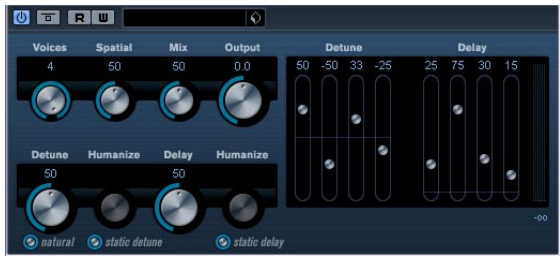 R W
Voices Spatial Mix Output Detune Delay
4 50 50 0.0 50 -50 33 -25 25 75 30 15
Detune Humanize Delay Humanize
50 50
natural static detune static delay
-oo